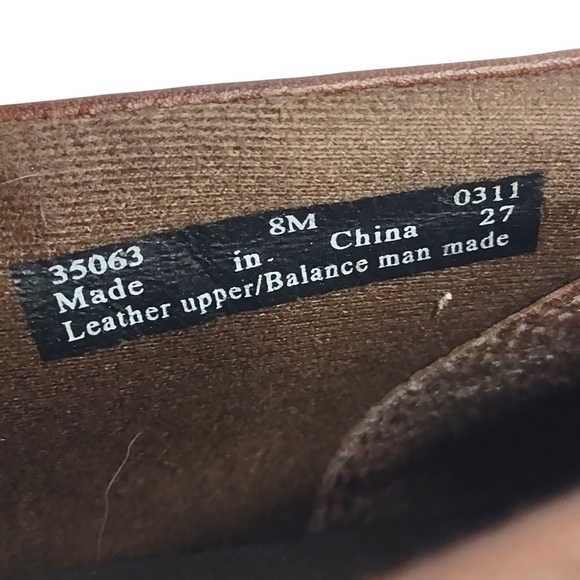 35063 8M 0311
Made in. China 27
Leather upper/Balance man made